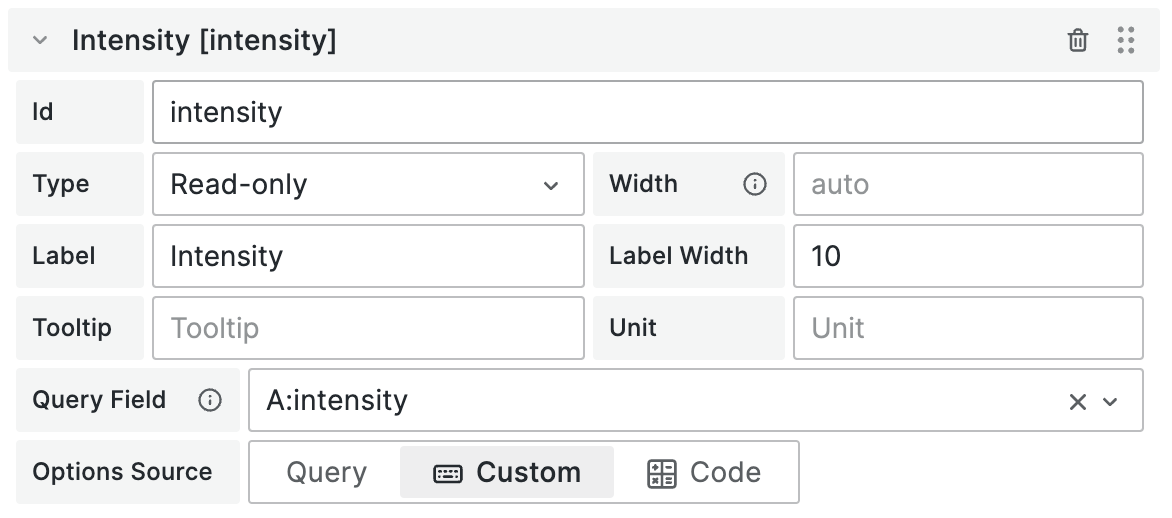 Intensity [intensity]
Id intensity
Type Read-only Width auto
Label Intensity Label Width 10
Tooltip Tooltip Unit Unit
Query Field A:intensity
Options Source Query Custom Code